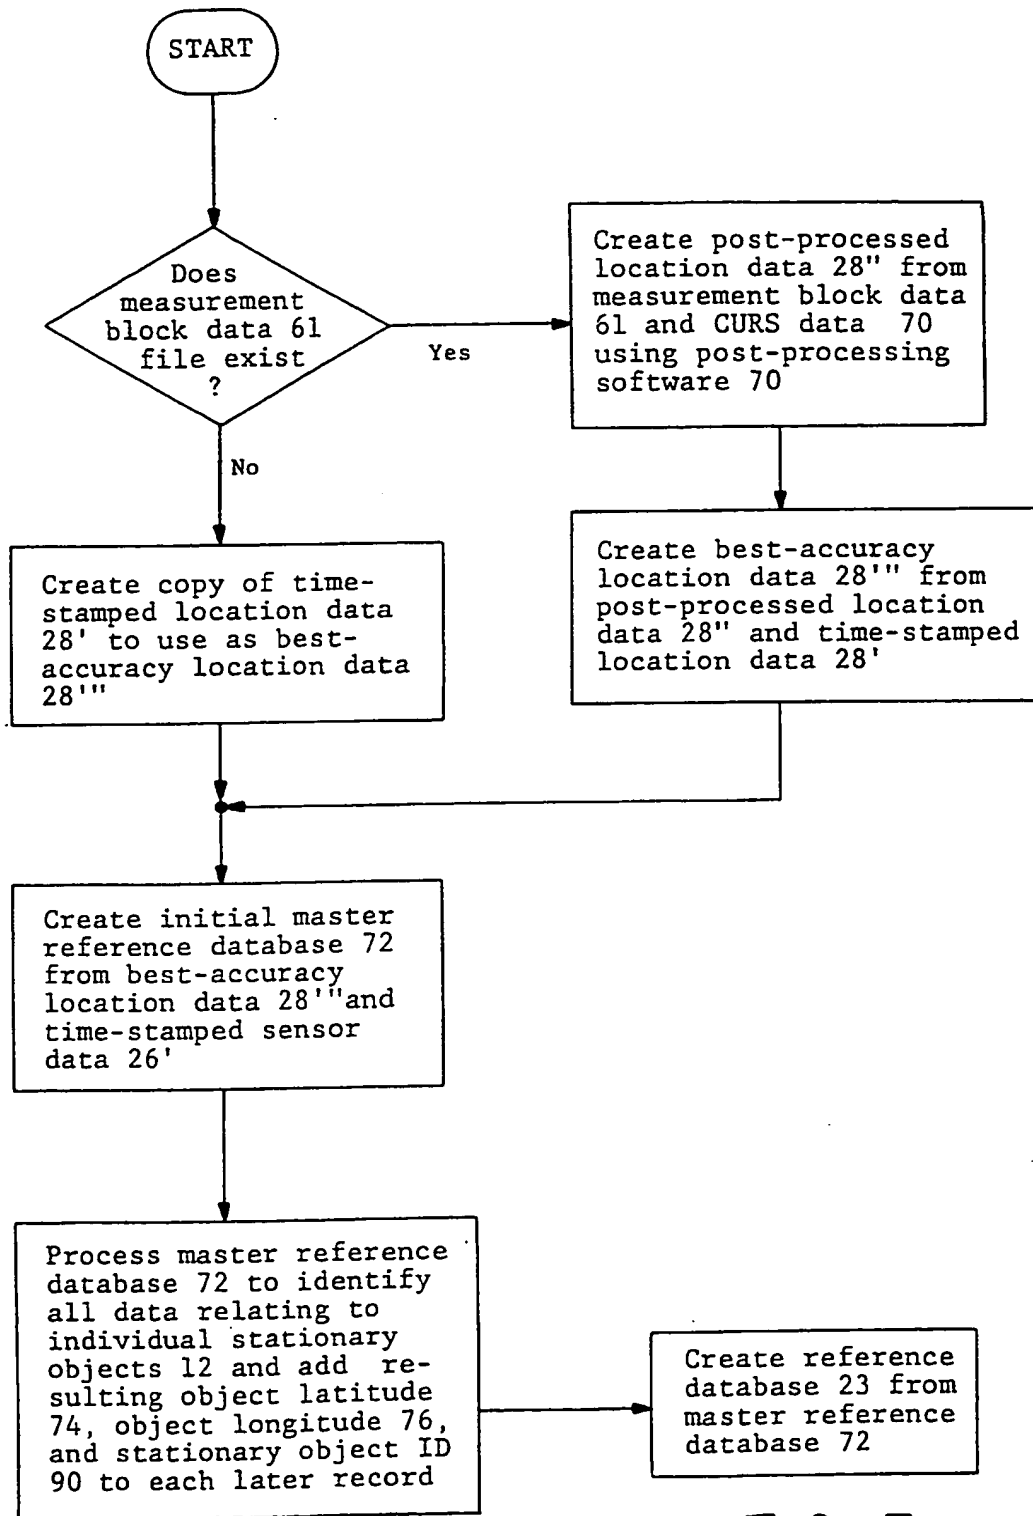 START
Does
measurement
block data 61
file exist
?
Yes
No
Create post-processed
location data 28" from
measurement block data
61 and CURS data 70
using post-processing
software 70
Create best-accuracy
location data 28'" from
post-processed location
data 28" and time-stamped
location data 28'
Create copy of time-
stamped location data
28' to use as best-
accuracy location data
28'"
Create initial master
reference database 72
from best-accuracy
location data 28'"and
time-stamped sensor
data 26'
Process master reference
database 72 to identify
all data relating to
individual stationary
objects 12 and add re-
sulting object latitude
74, object longitude 76,
and stationary object ID
90 to each later record
Create reference
database 23 from
master reference
database 72